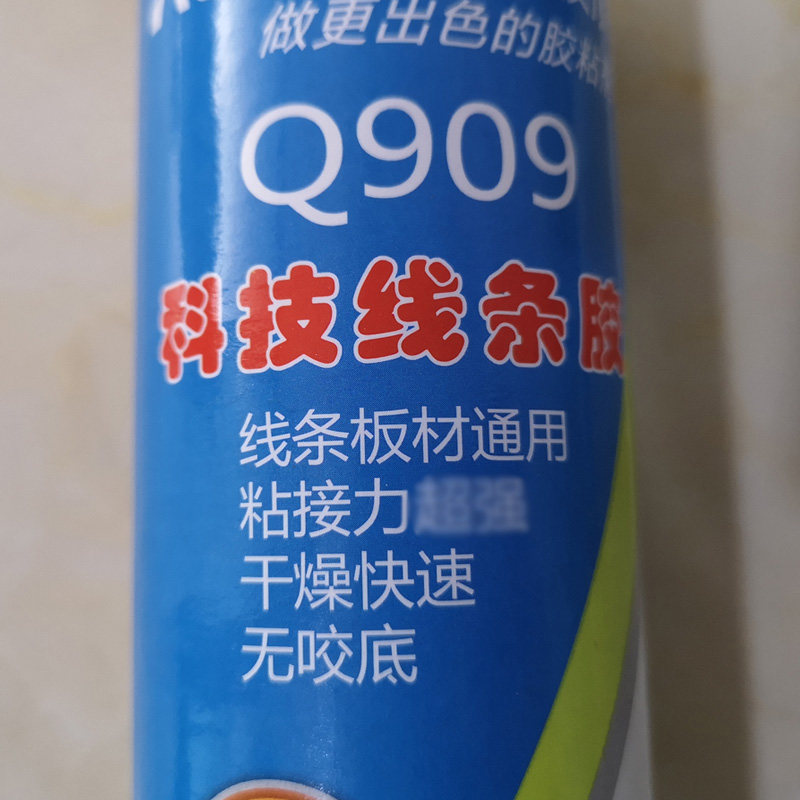 做更出色的胶粘
Q909
科技线条胶
线条板材通用
粘接力
干燥快速
无咬底